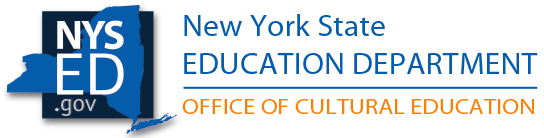 NYS
ED
.gov
New York State
EDUCATION DEPARTMENT
OFFICE OF CULTURAL EDUCATION